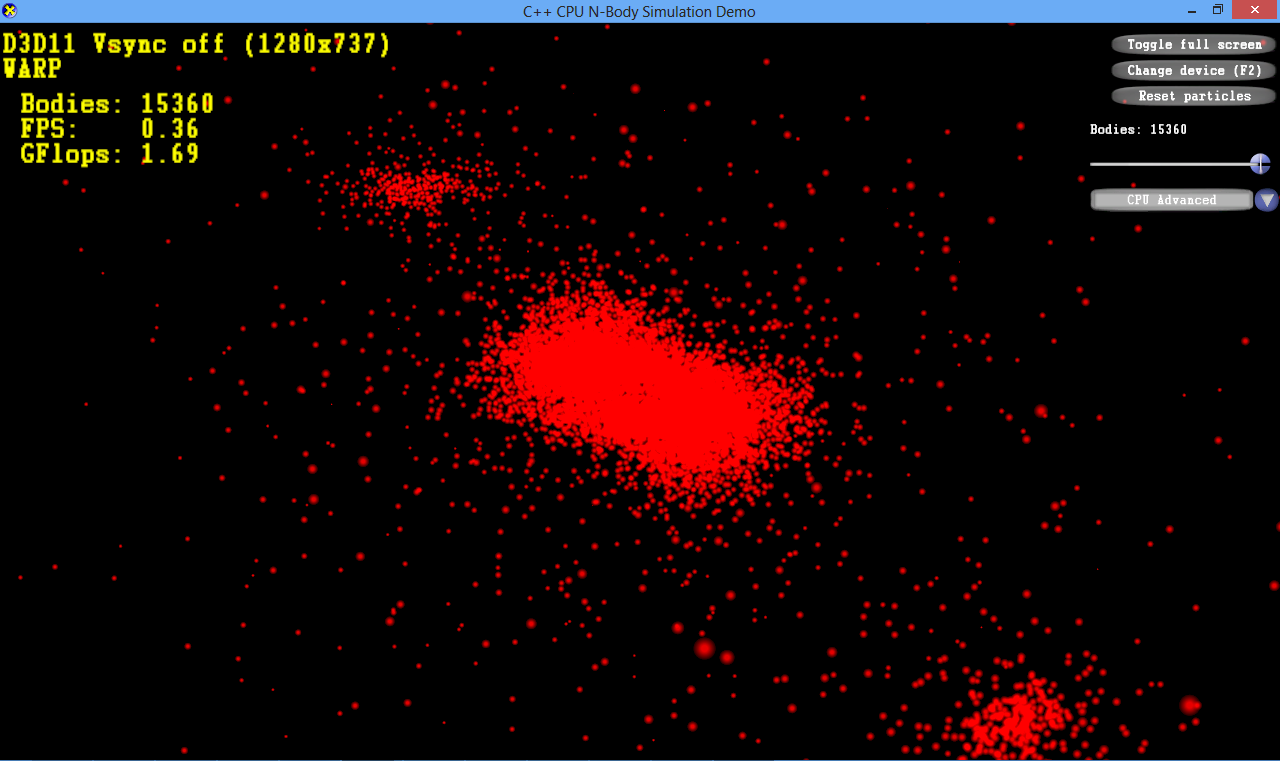 C++ CPU N-Body Simulation Demo
D3D11 Vsync off (1280x737)
WARP
Bodies: 15360
FPS: 0.36
GFlops: 1.69
Toggle full screen
Change device (F2)
Reset particles
Bodies: 15360
CPU Advanced